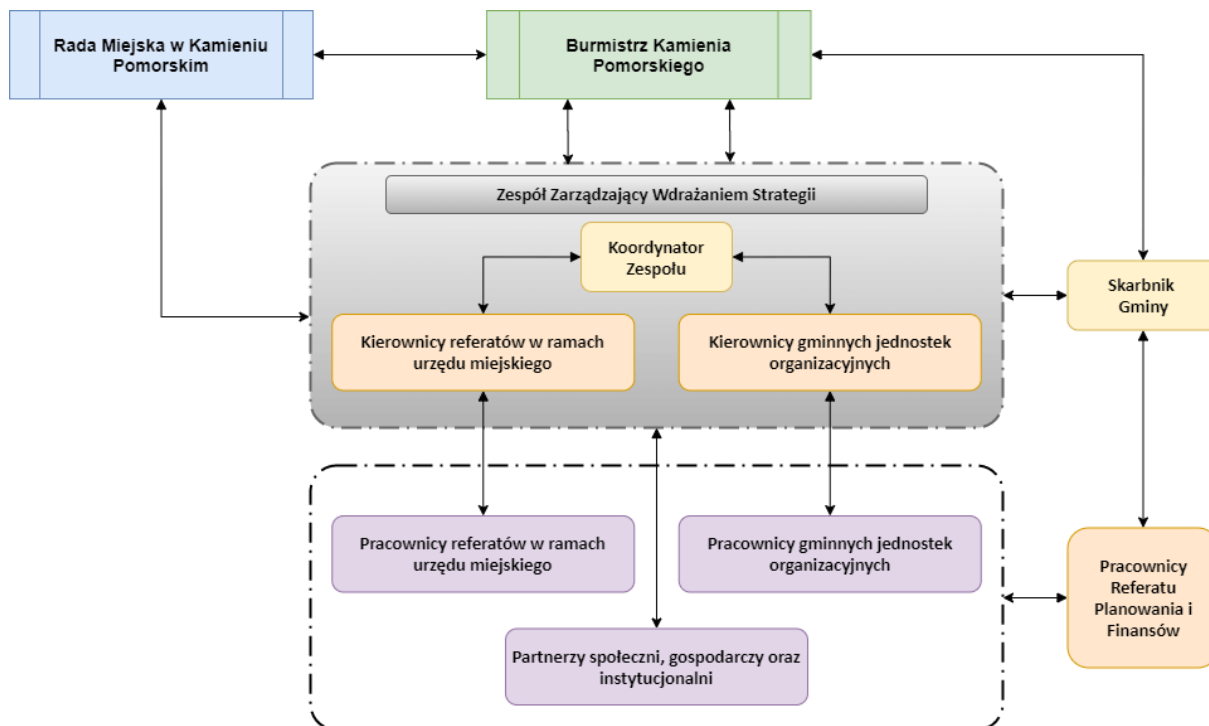 Rada Miejska w Kamieniu
Pomorskim
Burmistrz Kamienia
Pomorskiego
Zespół Zarządzający Wdrażaniem Strategii
Koordynator
Zespołu
Skarbnik
Gminy
Kierownicy referatów w ramach
urzędu miejskiego
Kierownicy gminnych jednostek
organizacyjnych
Pracownicy referatów w ramach
urzędu miejskiego
Pracownicy gminnych jednostek
organizacyjnych
Pracownicy
Referatu
Planowania i
Finansów
Partnerzy społeczni, gospodarczy oraz
instytucjonalni